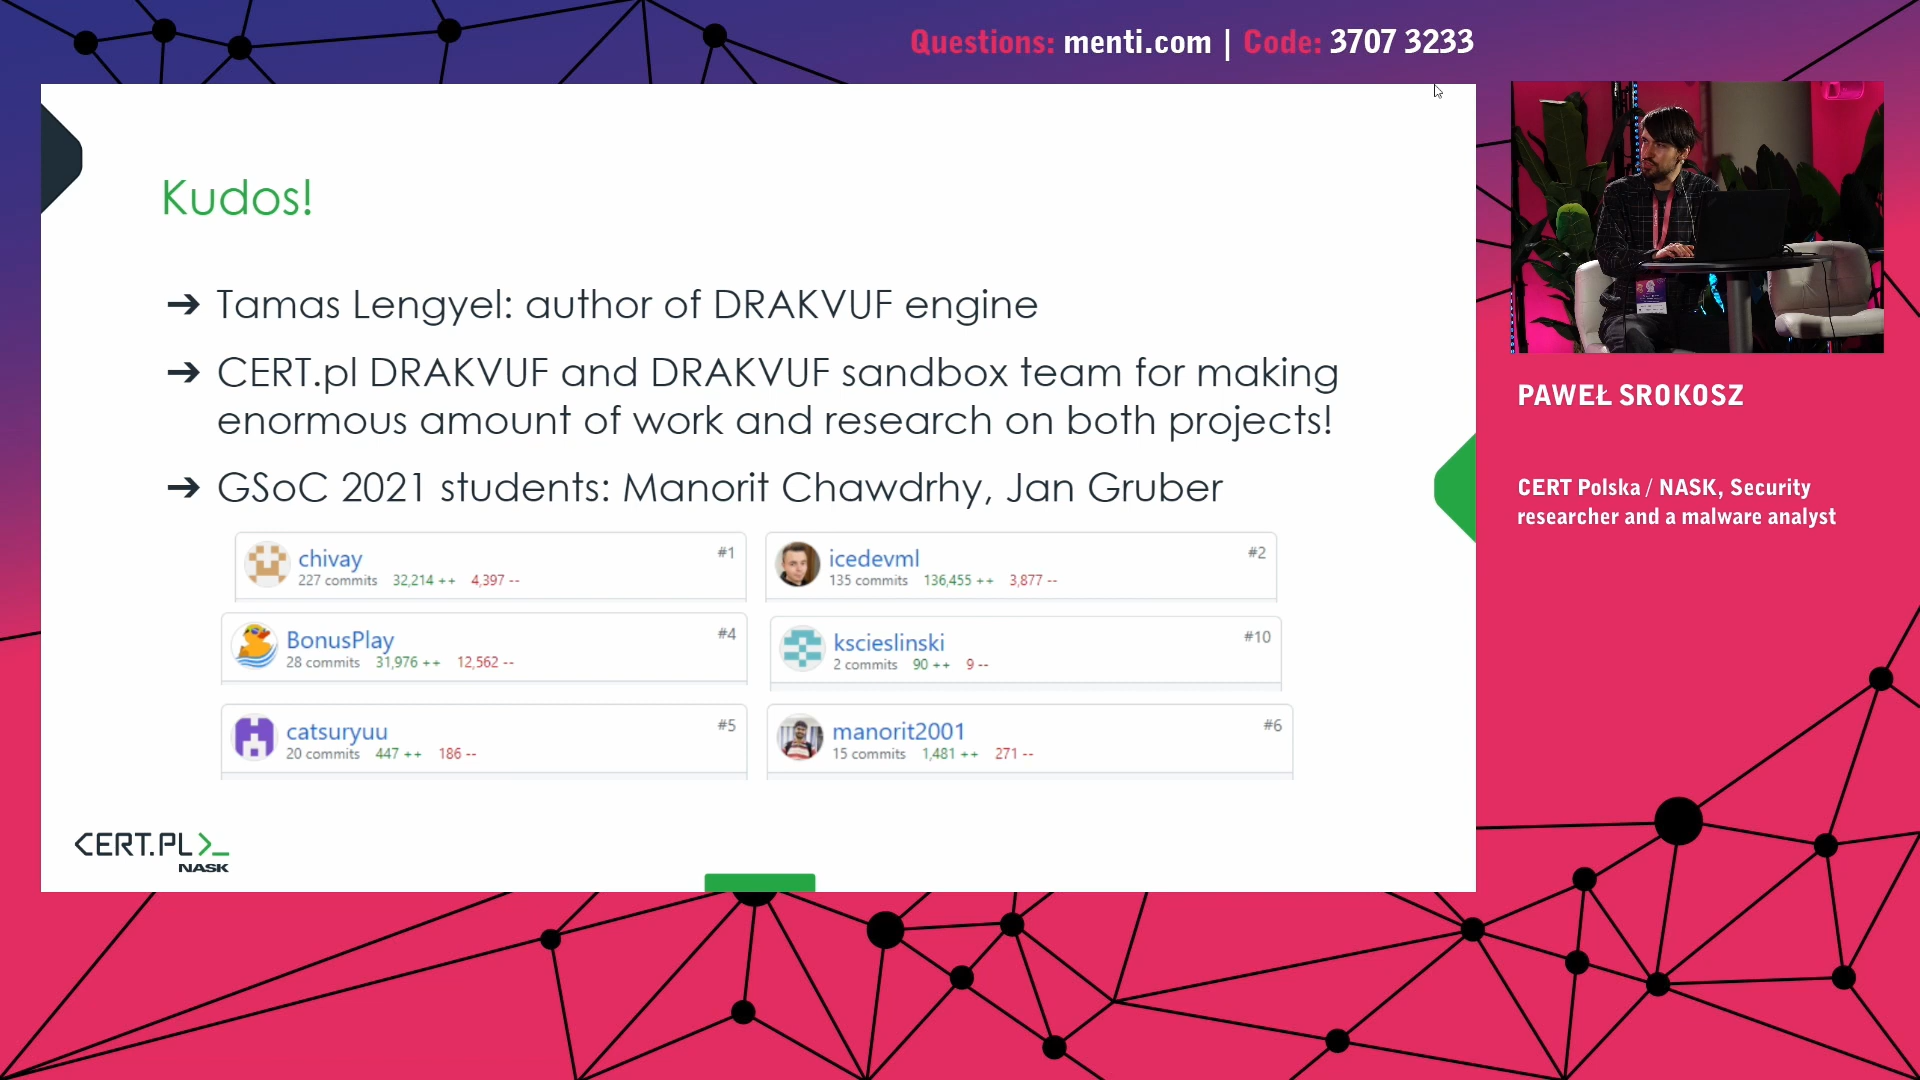 Questions: menti.com | Code: 3707 3233
Kudos!
➔ Tamas Lengyel: author of DRAKVUF engine
➔ CERT.pl DRAKVUF and DRAKVUF sandbox team for making
enormous amount of work and research on both projects!
➔ GSoC 2021 students: Manorit Chawdrhy, Jan Gruber
chivay #1
227 commits 32,214 ++ 4,397 --
icedevml #2
135 commits 136,455 ++ 3,877 --
BonusPlay #4
28 commits 31,976 ++ 12,562 --
kscieslinski #10
2 commits 90 ++ 9 --
catsuryuu #5
20 commits 447 ++ 186 --
manorit2001 #6
15 commits 1,481 ++ 271 --
CERT.PL>_
NASK
PAWEŁ SROKOSZ
CERT Polska / NASK, Security
researcher and a malware analyst